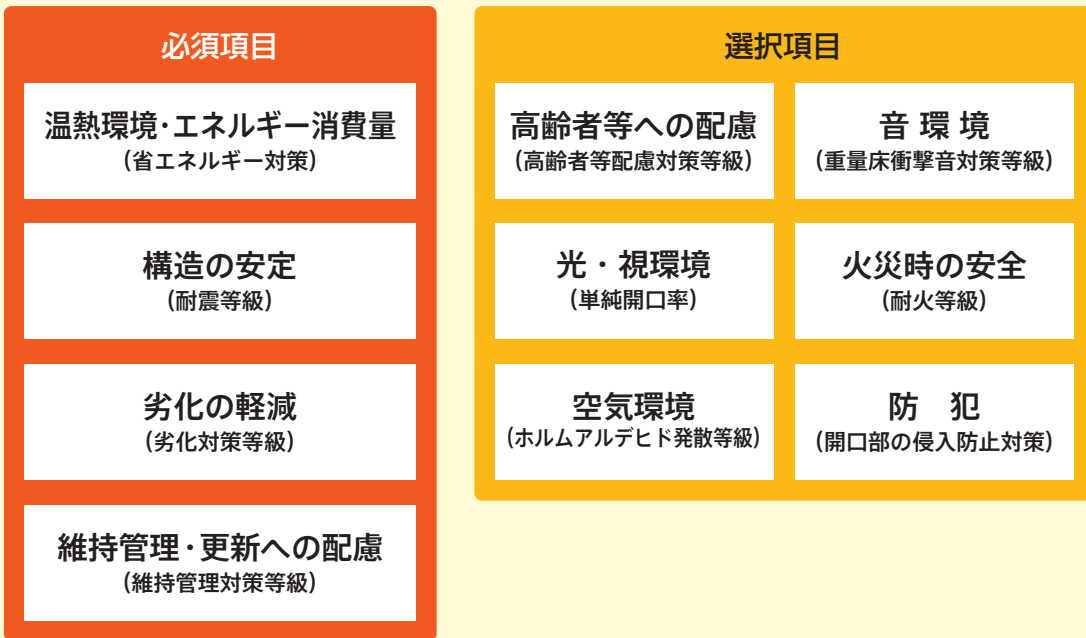 必須項目
温熱環境･エネルギー消費量
(省エネルギー対策)
構造の安定
(耐震等級)
劣化の軽減
(劣化対策等級)
維持管理･更新への配慮
(維持管理対策等級)
選択項目
高齢者等への配慮
(高齢者等配慮対策等級)
音 環 境
(重量床衝撃音対策等級)
光・視環境
(単純開口率)
火災時の安全
(耐火等級)
空気環境
(ホルムアルデヒド発散等級)
防　犯
(開口部の侵入防止対策)